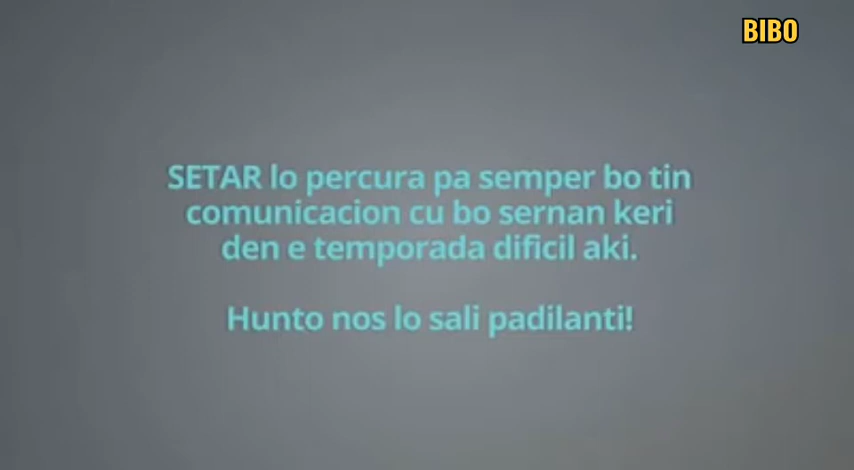 BIBO
SETAR lo percura pa semper bo tin
comunicacion cu bo sernan keri
den e temporada dificil aki.
Hunto nos lo sali padilanti!